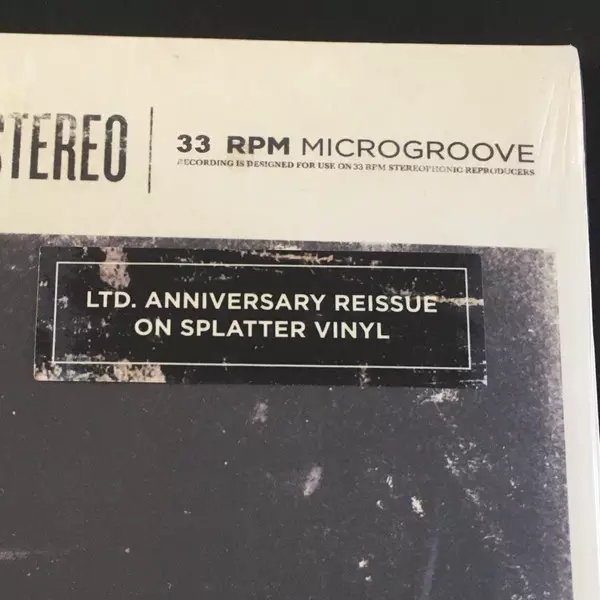 STEREO
33 RPM MICROGROOVE
RECORDING IS DESIGNED FOR USE ON 33 RPM STEREOPHONIC REPRODUCERS
LTD. ANNIVERSARY REISSUE
ON SPLATTER VINYL